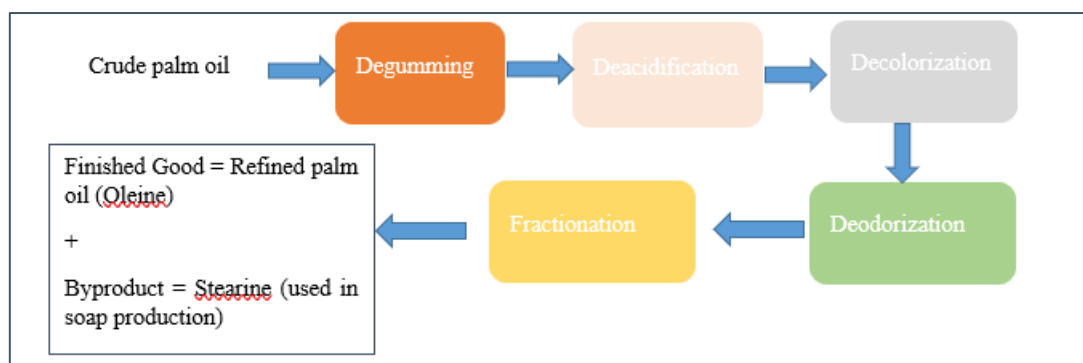 Crude palm oil
Degumming
Deacidification
Decolorization
Deodorization
Fractionation
Finished Good = Refined palm
oil (Oleine)
+
Byproduct = Stearine (used in
soap production)